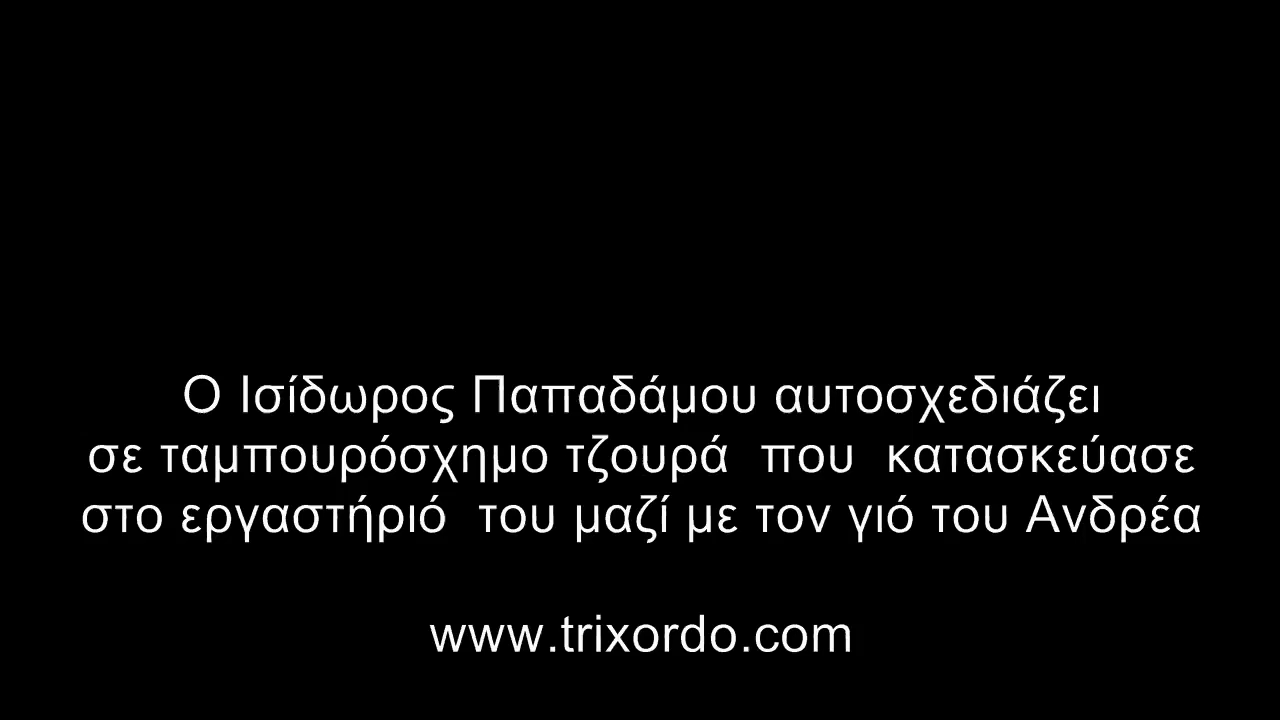 Ο Ισίδωρος Παπαδάμου αυτοσχεδιάζει
σε ταμπουρόσχημο τζουρά  που  κατασκεύασε
στο εργαστήριό  του μαζί με τον γιό του Ανδρέα
www.trixordo.com